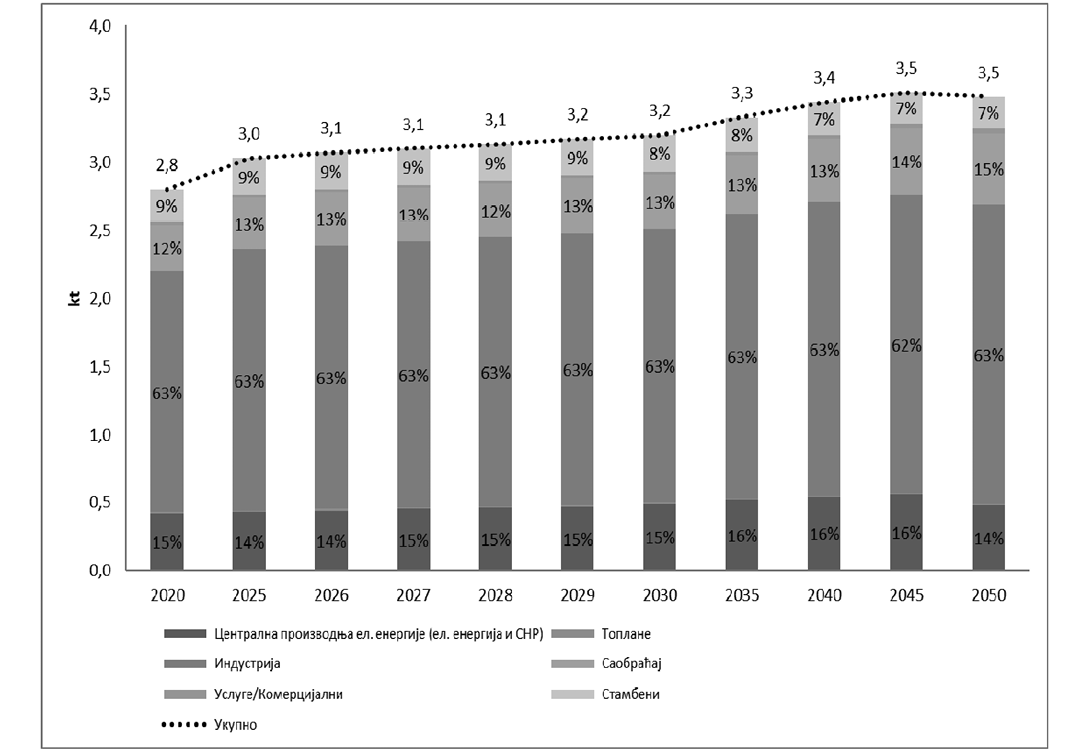 4,0
3,5
3,0
2,5
2,0
1,5
1,0
0,5
0,0
kt
2,8 3,0 3,1 3,1 3,1 3,2 3,2 3,3 3,4 3,5 3,5
9% 9% 9% 9% 9% 9% 8% 8% 7% 7% 7%
12% 13% 13% 13% 12% 13% 13% 13% 13% 14% 15%
63% 63% 63% 63% 63% 63% 63% 63% 63% 62% 63%
15% 14% 14% 15% 15% 15% 15% 16% 16% 16% 14%
2020 2025 2026 2027 2028 2029 2030 2035 2040 2045 2050
Централна производња ел. енергије (ел. енергија и CHP) Топлане
Индустрија Саобраћај
Услуге/Комерцијални Стамбени
Укупно